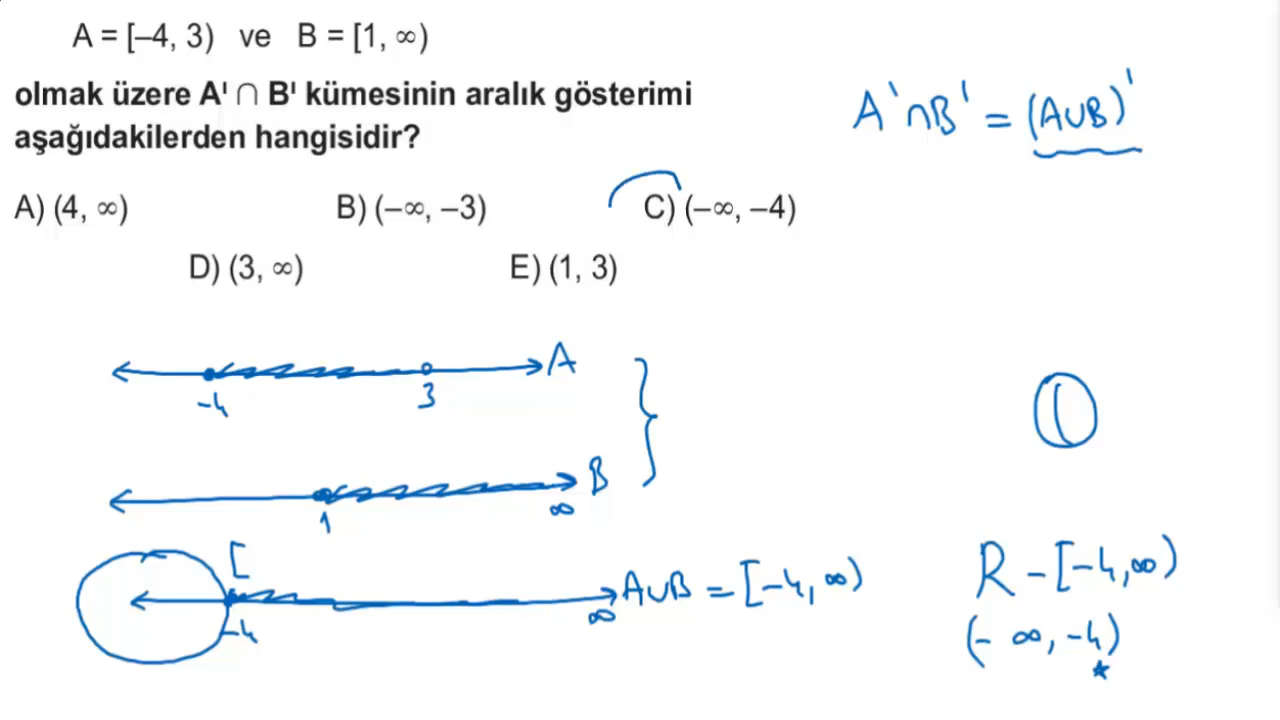 A = [–4, 3) ve B = [1, ∞)
olmak üzere A' ∩ B' kümesinin aralık gösterimi
aşağıdakilerden hangisidir?
A' ∩ B' = (A∪B)'
A) (4, ∞) B) (–∞, –3) C) (–∞, –4)
D) (3, ∞) E) (1, 3)
A
-4 3
B
1 ∞
[
A∪B = [-4, ∞)
-4 ∞
R - [-4, ∞)
(-∞, -4)